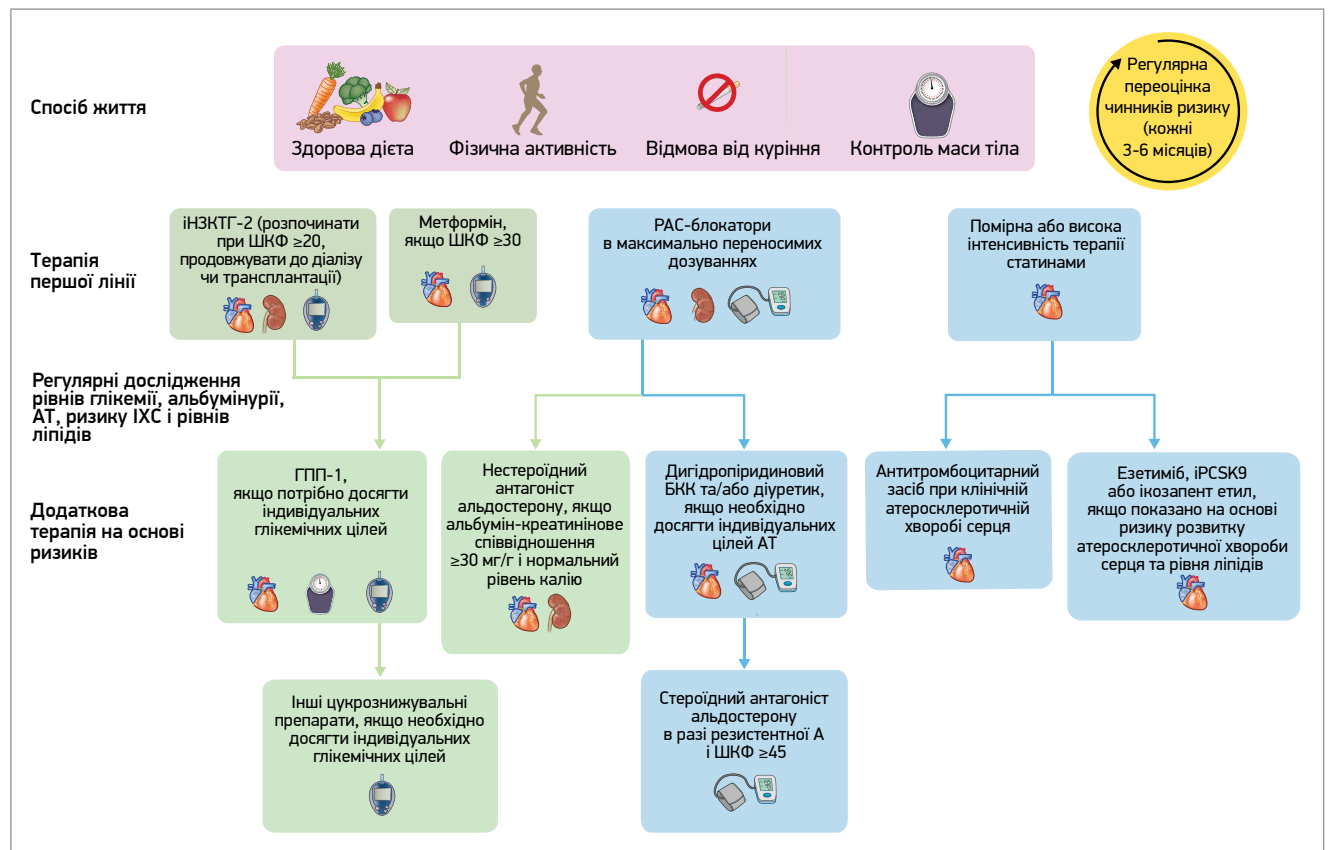 Спосіб життя
Здорова дієта
Фізична активність
Відмова від куріння
Контроль маси тіла
Регулярна
переоцінка
чинників ризику
(кожні
3-6 місяців)
Терапія
першої лінії
іНЗКТГ-2 (розпочинати
при ШКФ ≥20,
продовжувати до діалізу
чи трансплантації)
Метформін,
якщо ШКФ ≥30
РАС-блокатори
в максимально переносимих
дозуваннях
Помірна або висока
інтенсивність терапії
статинами
Регулярні дослідження
рівнів глікемії, альбумінурії,
АТ, ризику ІХС і рівнів
ліпідів
Додаткова
терапія на основі
ризиків
ГПП-1,
якщо потрібно досягти
індивідуальних
глікемічних цілей
Нестероїдний
антагоніст
альдостерону, якщо
альбумін-креатинінове
співвідношення
≥30 мг/г і нормальний
рівень калію
Дигідропіридиновий
БКК та/або діуретик,
якщо необхідно
досягти індивідуальних
цілей АТ
Антитромбоцитарний
засіб при клінічній
атеросклеротичній
хворобі серця
Езетиміб, іPCSK9
або ікозапент етил,
якщо показано на основі
ризику розвитку
атеросклеротичної хвороби
серця та рівня ліпідів
Інші цукрознижувальні
препарати, якщо необхідно
досягти індивідуальних
глікемічних цілей
Стероїдний антагоніст
альдостерону
в разі резистентної А
і ШКФ ≥45